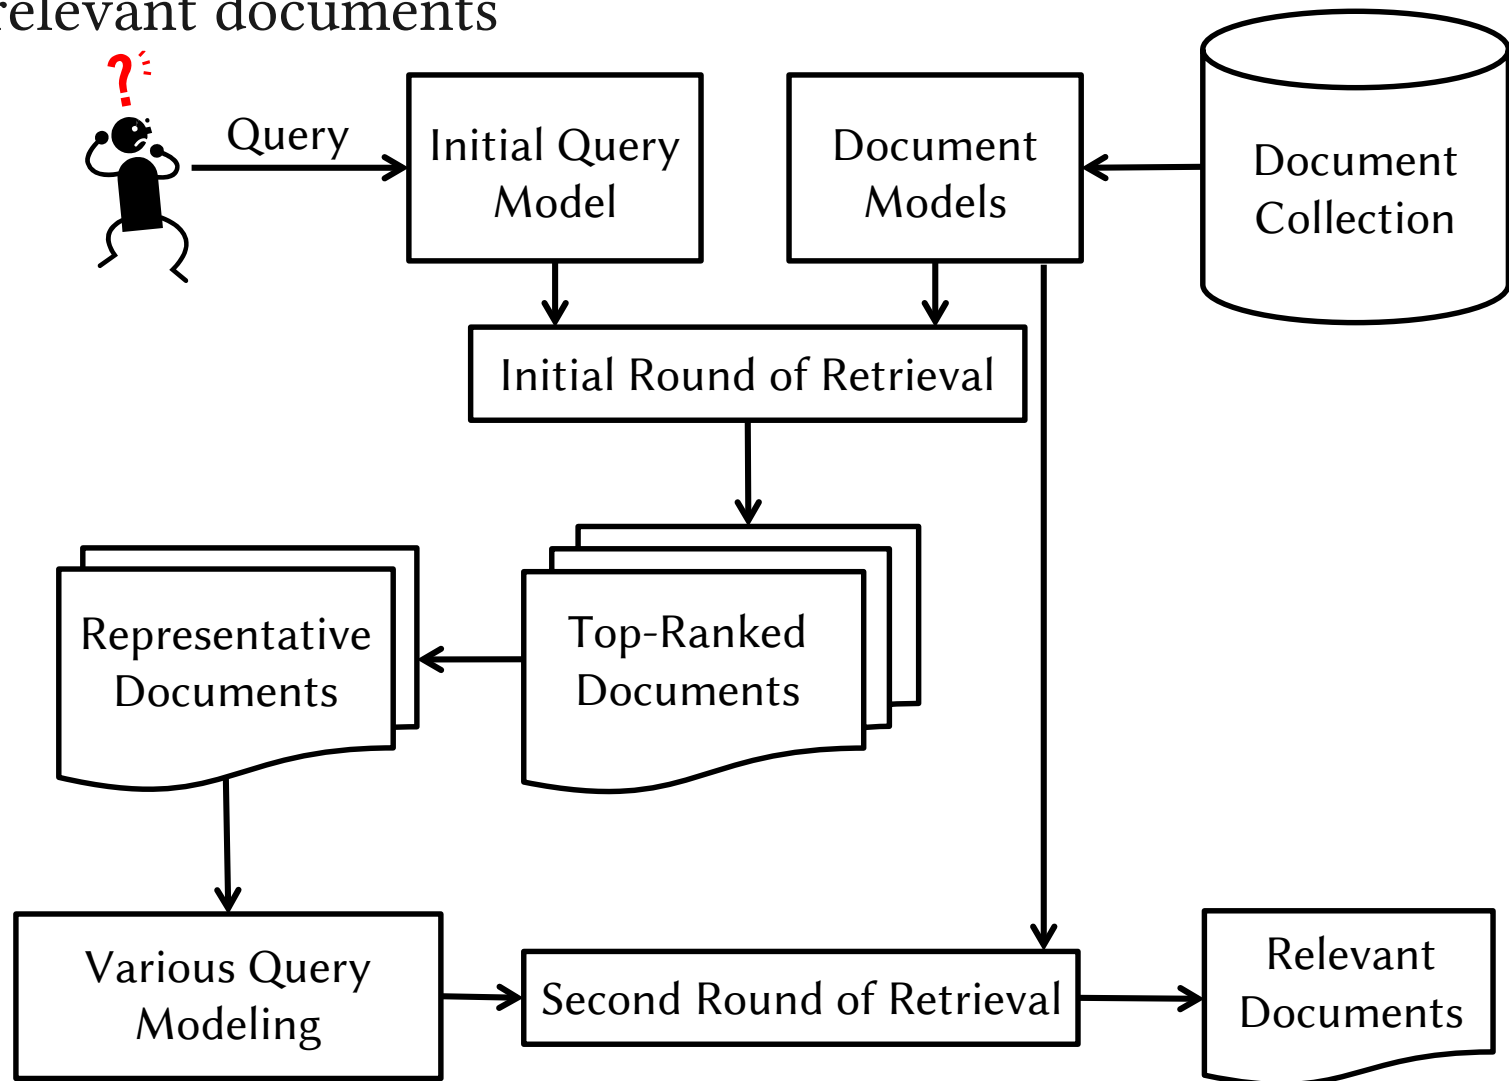 relevant documents
?
Query
Initial Query
Model
Document
Models
Document
Collection
Initial Round of Retrieval
Representative
Documents
Top-Ranked
Documents
Various Query
Modeling
Second Round of Retrieval
Relevant
Documents